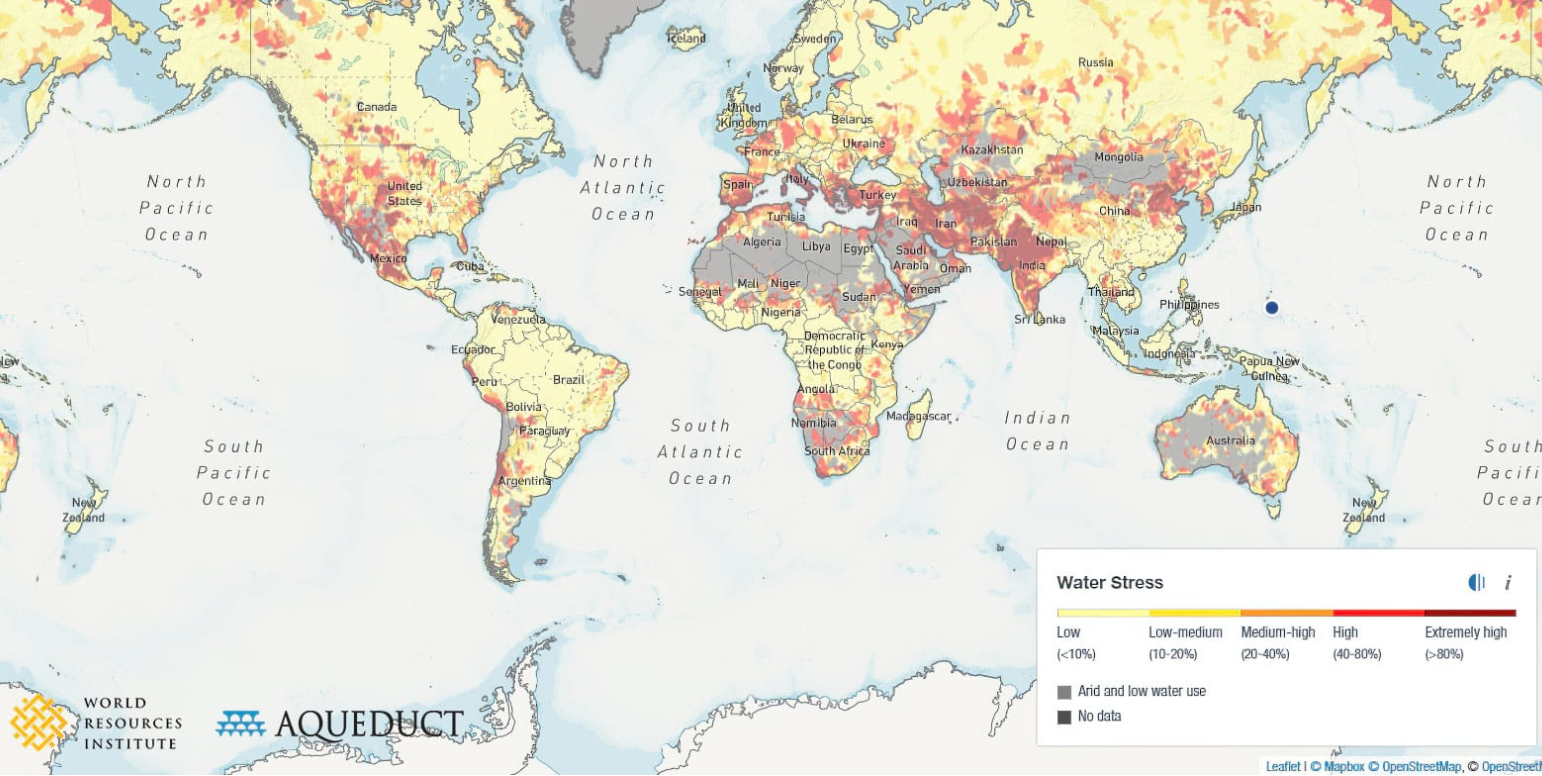 Iceland
Sweden
Norway
Russia
Canada
United
Kingdom
Belarus
Ukraine
France
Kazakhstan
Mongolia
North
Atlantic
Ocean
North
Pacific
Ocean
North
Pacific
Ocean
United
States
Spain
Italy
Turkey
Uzbekistan
China
Japan
Tunisia
Iraq
Iran
Algeria
Libya
Egypt
Pakistan
Nepal
Saudi
Arabia
Oman
India
Mexico
Cuba
Senegal
Mali
Niger
Sudan
Yemen
Thailand
Philippines
Nigeria
Sri Lanka
Venezuela
Malaysia
Democratic
Republic of
the Congo
Kenya
Ecuador
Indonesia
Papua New
Guinea
New
Peru
Brazil
Angola
Bolivia
Madagascar
Namibia
Paraguay
South
Atlantic
Ocean
Indian
Ocean
Australia
South
Pacific
Ocean
South
Pacifi
Ocean
South Africa
Argentina
New
Zealand
New
Zealand
Water Stress
i
Low
(<10%)
Low-medium
(10-20%)
Medium-high
(20-40%)
High
(40-80%)
Extremely high
(>80%)
Arid and low water use
No data
WORLD
RESOURCES
INSTITUTE
AQUEDUCT
Leaflet | © Mapbox © OpenStreetMap, © OpenStreetM